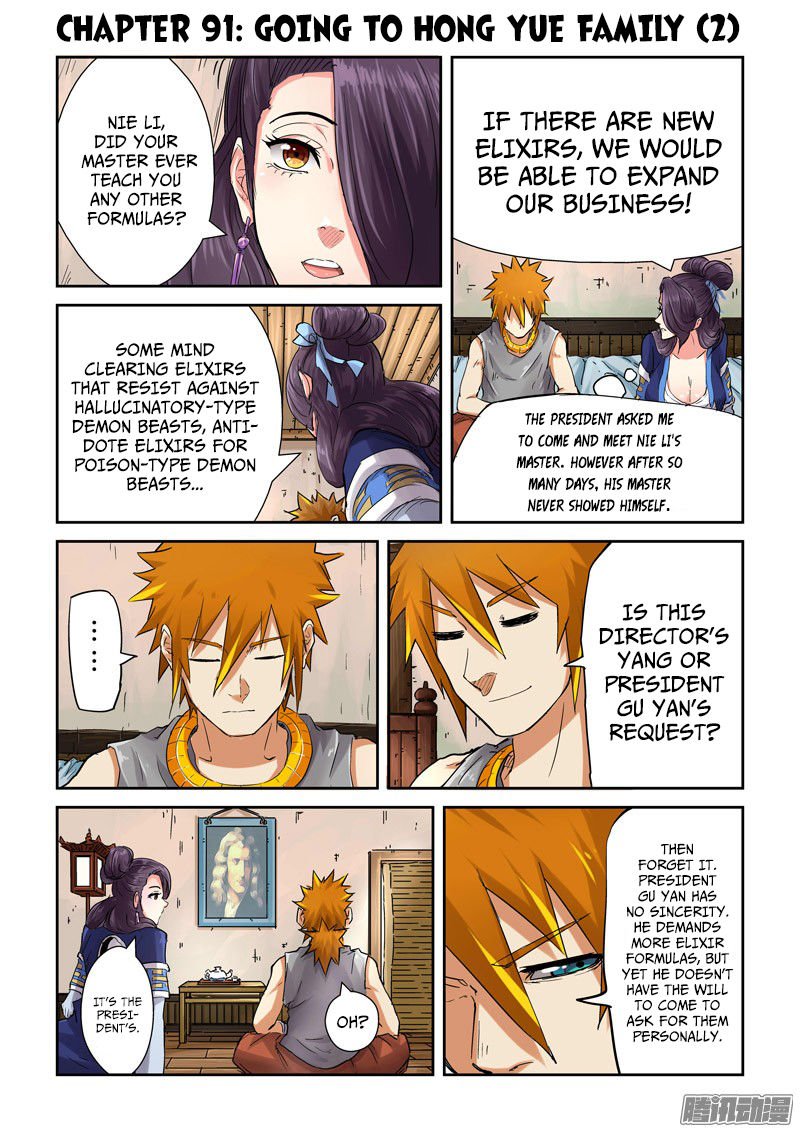 CHAPTER 91: GOING TO HONG YUE FAMILY (2)
NIE LI,
DID YOUR
MASTER EVER
TEACH YOU
ANY OTHER
FORMULAS?
IF THERE ARE NEW
ELIXIRS, WE WOULD
BE ABLE TO EXPAND
OUR BUSINESS!
SOME MIND
CLEARING ELIXIRS
THAT RESIST AGAINST
HALLUCINATORY-TYPE
DEMON BEASTS, ANTI-
DOTE ELIXIRS FOR
POISON-TYPE DEMON
BEASTS...
THE PRESIDENT ASKED ME
TO COME AND MEET NIE LI'S
MASTER. HOWEVER AFTER SO
MANY DAYS, HIS MASTER
NEVER SHOWED HIMSELF.
......
IS THIS
DIRECTOR'S
YANG OR
PRESIDENT
GU YAN'S
REQUEST?
IT'S THE
PRESI-
DENT'S.
OH?
THEN
FORGET IT.
PRESIDENT
GU YAN HAS
NO SINCERITY.
HE DEMANDS
MORE ELIXIR
FORMULAS, BUT
YET HE DOESN'T
HAVE THE WILL
TO COME TO
ASK FOR THEM
PERSONALLY.
腾讯动漫